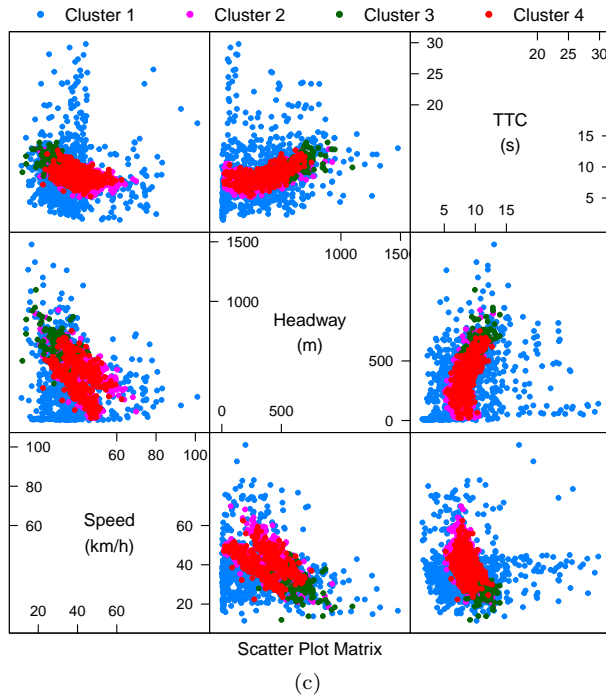 Cluster 1 Cluster 2 Cluster 3 Cluster 4
30
25
20
20 25 30
TTC
(s)
15
10
5
0
5 10 15
1500
1000
1000 1500
Headway
(m)
500
0
0 500
100
80
60
60 80 100
Speed
(km/h)
60
40
20
20 40 60
Scatter Plot Matrix
(c)